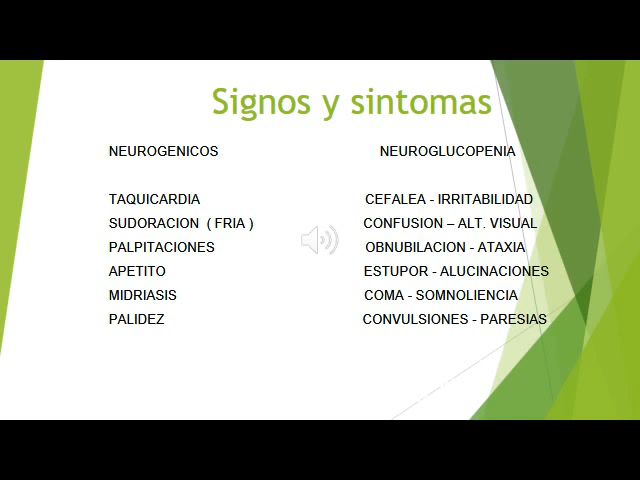 Signos y sintomas
NEUROGENICOS NEUROGLUCOPENIA
TAQUICARDIA CEFALEA - IRRITABILIDAD
SUDORACION ( FRIA ) CONFUSION – ALT. VISUAL
PALPITACIONES OBNUBILACION - ATAXIA
APETITO ESTUPOR - ALUCINACIONES
MIDRIASIS COMA - SOMNOLIENCIA
PALIDEZ CONVULSIONES - PARESIAS